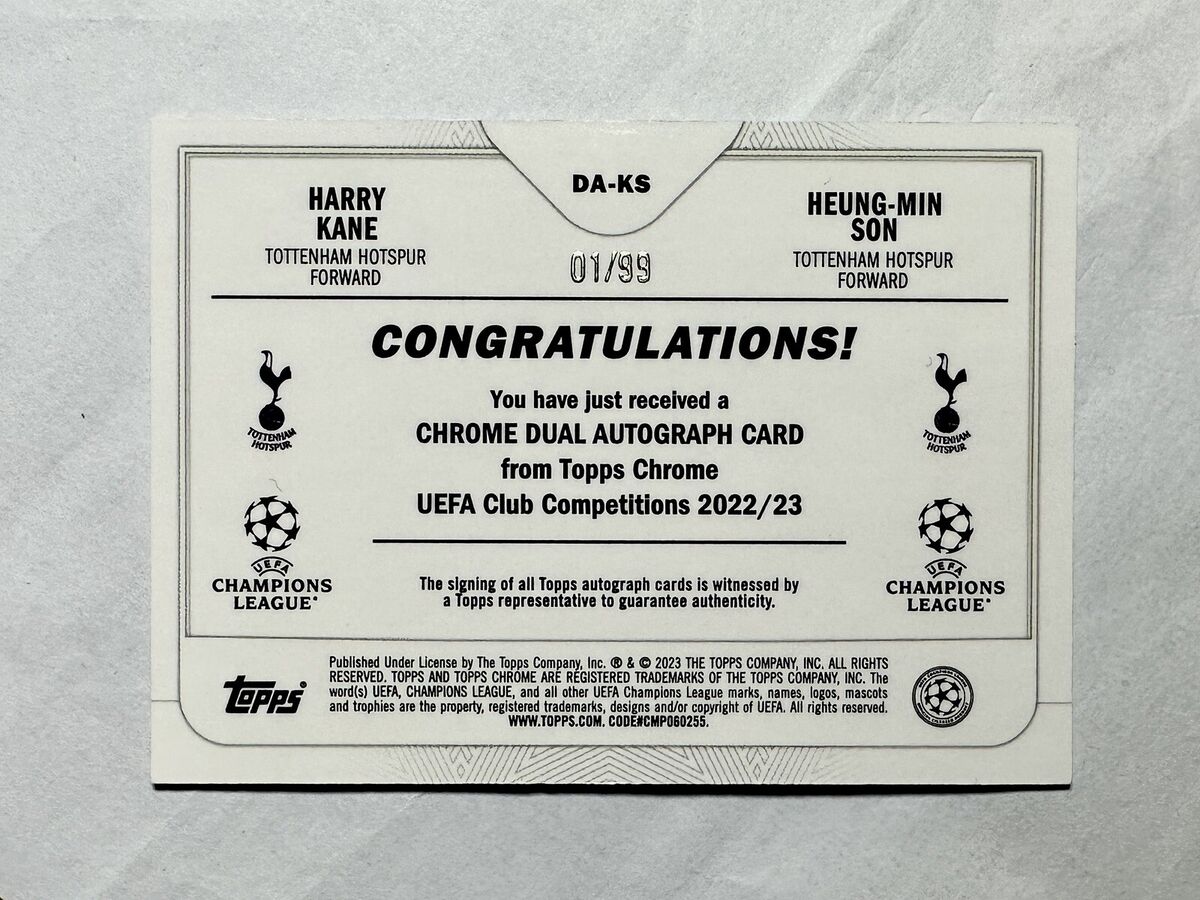 DA-KS
HARRY
KANE
TOTTENHAM HOTSPUR
FORWARD
01/99
HEUNG-MIN
SON
TOTTENHAM HOTSPUR
FORWARD
CONGRATULATIONS!
You have just received a
CHROME DUAL AUTOGRAPH CARD
from Topps Chrome
UEFA Club Competitions 2022/23
TOTTENHAM
HOTSPUR
TOTTENHAM
HOTSPUR
UEFA
CHAMPIONS
LEAGUE®
UEFA
CHAMPIONS
LEAGUE®
The signing of all Topps autograph cards is witnessed by
a Topps representative to guarantee authenticity.
topps®
Published Under License by The Topps Company, Inc. ® & © 2023 THE TOPPS COMPANY, INC. ALL RIGHTS
RESERVED. TOPPS AND TOPPS CHROME ARE REGISTERED TRADEMARKS OF THE TOPPS COMPANY, INC. The
word(s) UEFA, CHAMPIONS LEAGUE, and all other UEFA Champions League marks, names, logos, mascots
and trophies are the property, registered trademarks, designs and/or copyright of UEFA. All rights reserved.
WWW.TOPPS.COM. CODE#CMP060255.